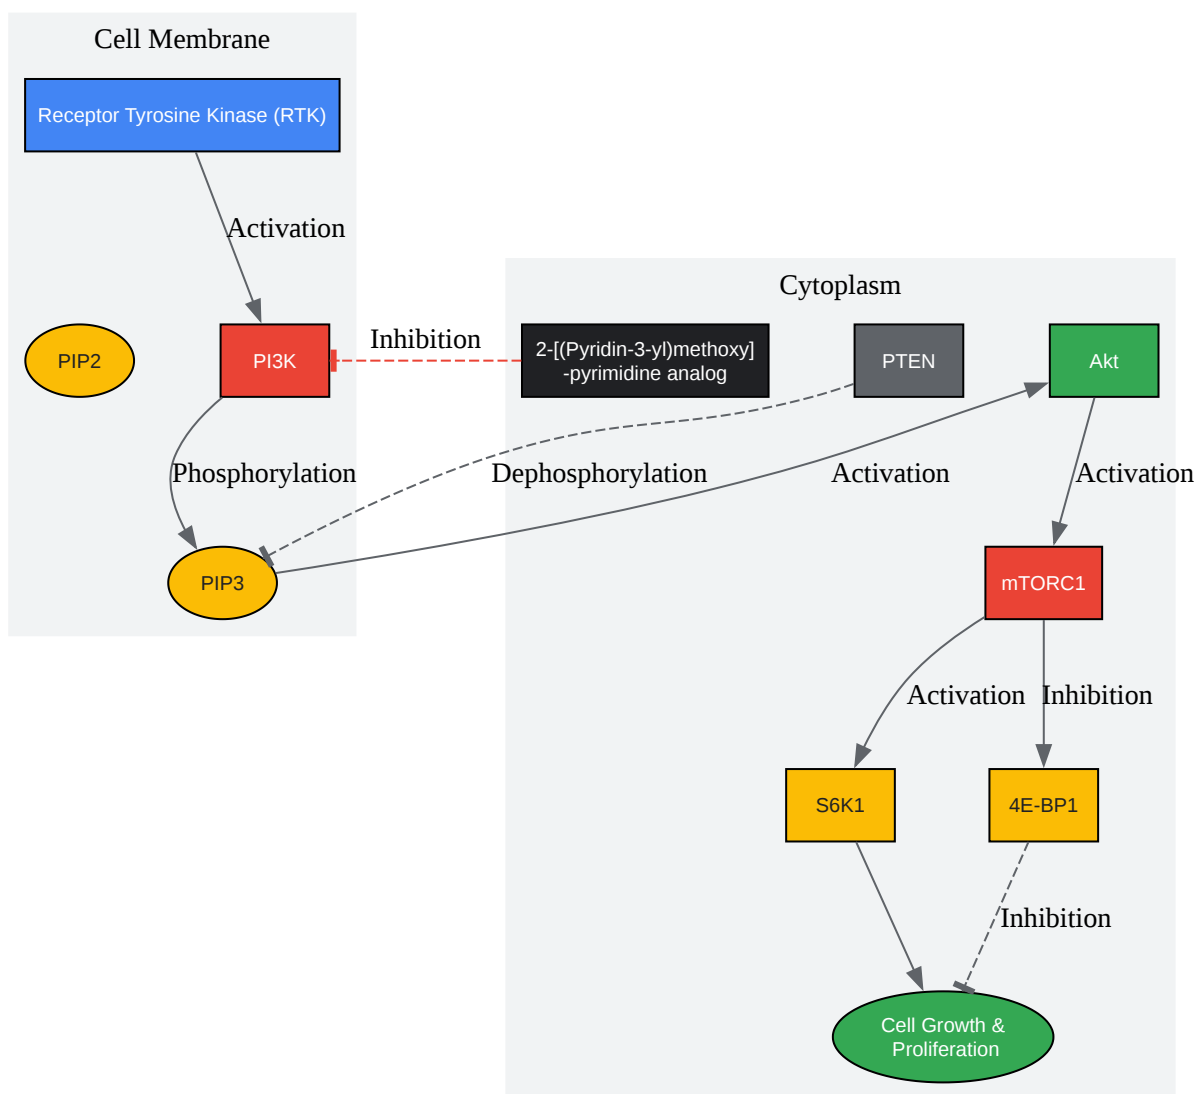 Cell Membrane
Receptor Tyrosine Kinase (RTK)
Activation
Cytoplasm
PIP2
PI3K
Inhibition
2-[(Pyridin-3-yl)methoxy]
-pyrimidine analog
PTEN
Akt
Phosphorylation
Dephosphorylation
Activation
Activation
PIP3
mTORC1
Activation
Inhibition
S6K1
4E-BP1
Inhibition
Cell Growth &
Proliferation